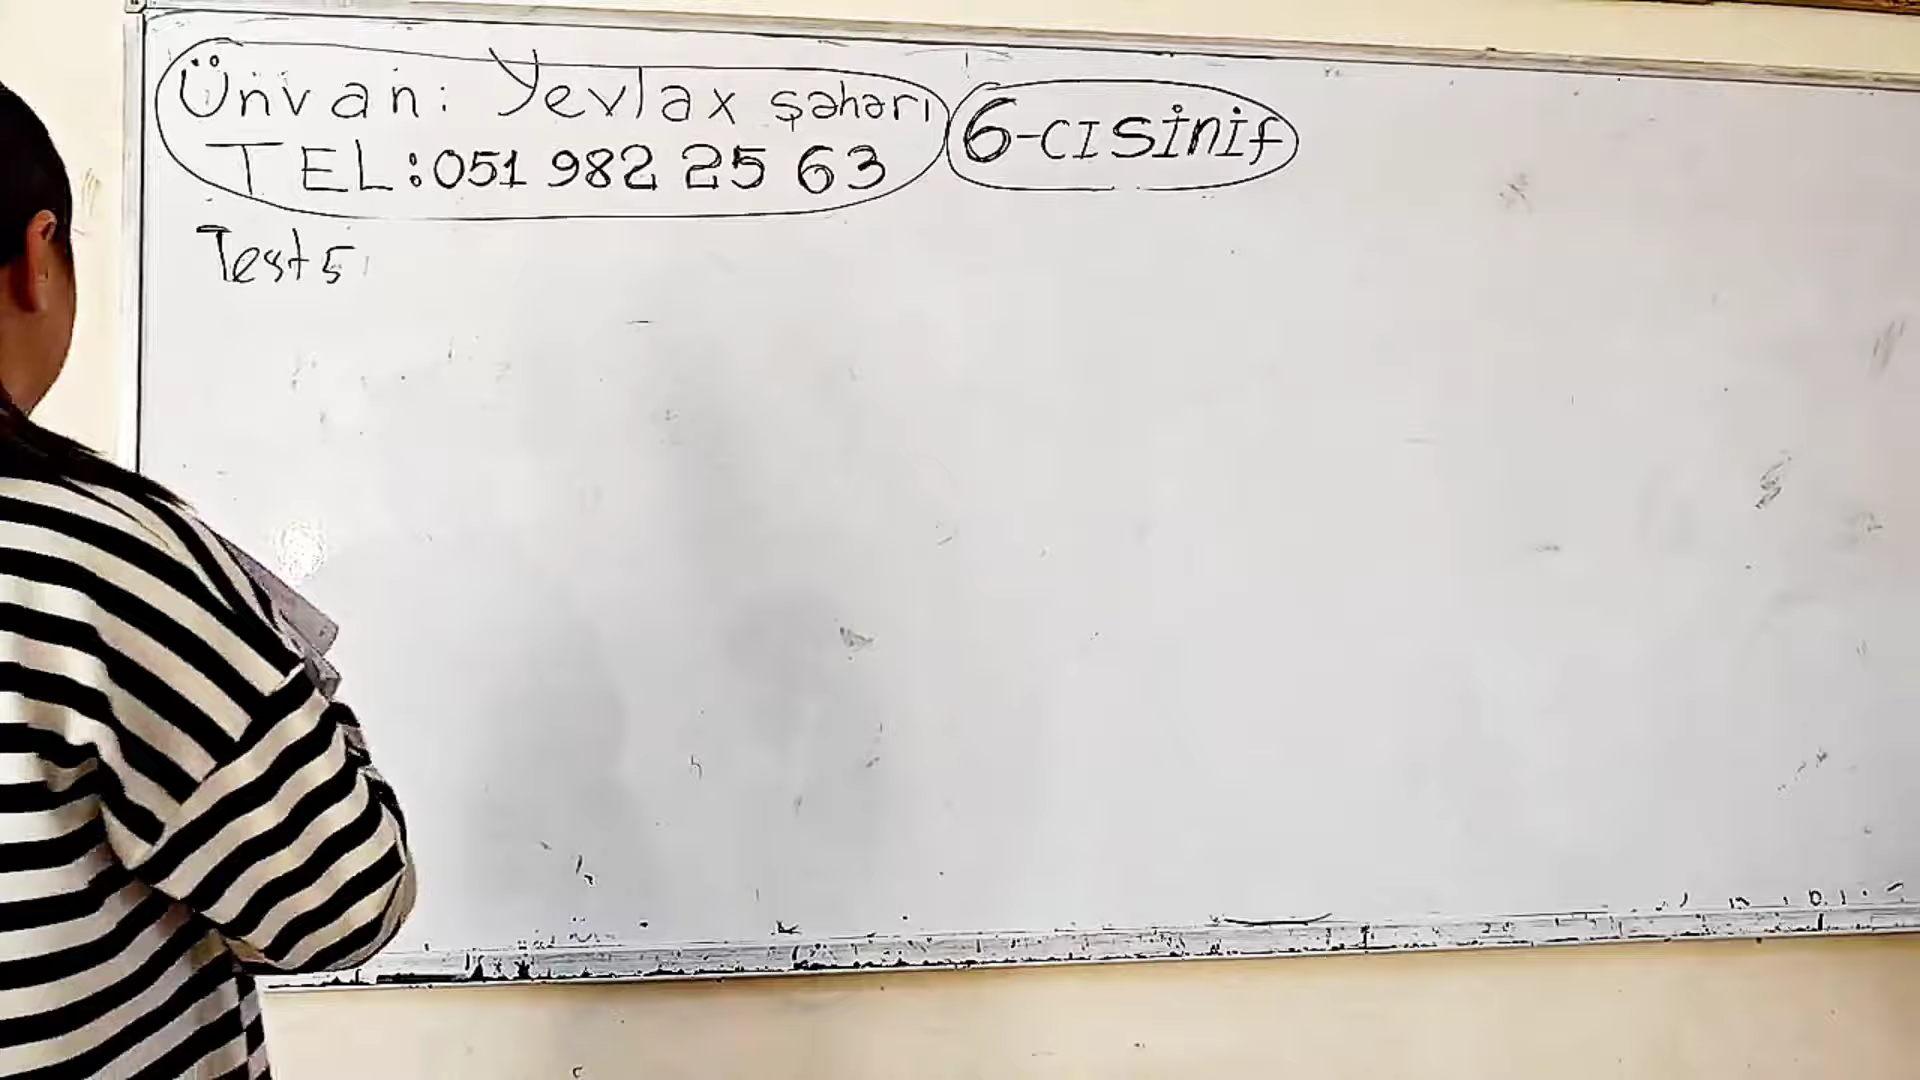 Ünvan: Yevlax şəhəri
TEL:051 982 25 63
6-cı sinif
Test 5